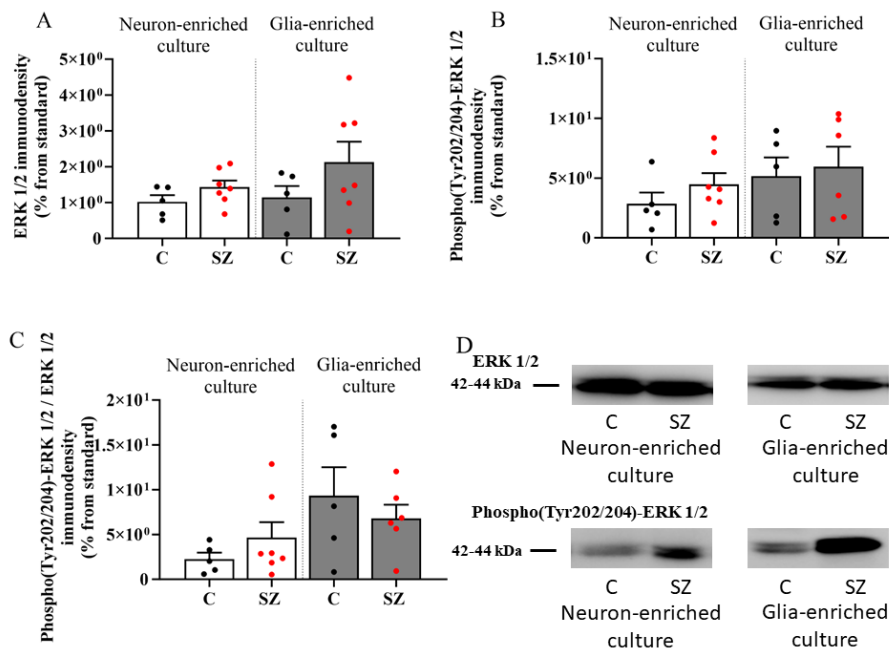 A
Neuron-enriched
culture
Glia-enriched
culture
ERK 1/2 immunodensity
(% from standard)
5×10⁰
4×10⁰
3×10⁰
2×10⁰
1×10⁰
0
C
SZ
C
SZ
B
Neuron-enriched
culture
Glia-enriched
culture
Phospho(Tyr202/204)-ERK 1/2
immunodensity
(% from standard)
1.5×10¹
1×10¹
5×10⁰
0
C
SZ
C
SZ
C
Neuron-enriched
culture
Glia-enriched
culture
Phospho(Tyr202/204)-ERK 1/2 / ERK 1/2
immunodensity
(% from standard)
2×10¹
1×10¹
1×10¹
5×10⁰
0
C
SZ
C
SZ
D
ERK 1/2
42-44 kDa
C SZ
Neuron-enriched
culture
C SZ
Glia-enriched
culture
Phospho(Tyr202/204)-ERK 1/2
42-44 kDa
C SZ
Neuron-enriched
culture
C SZ
Glia-enriched
culture